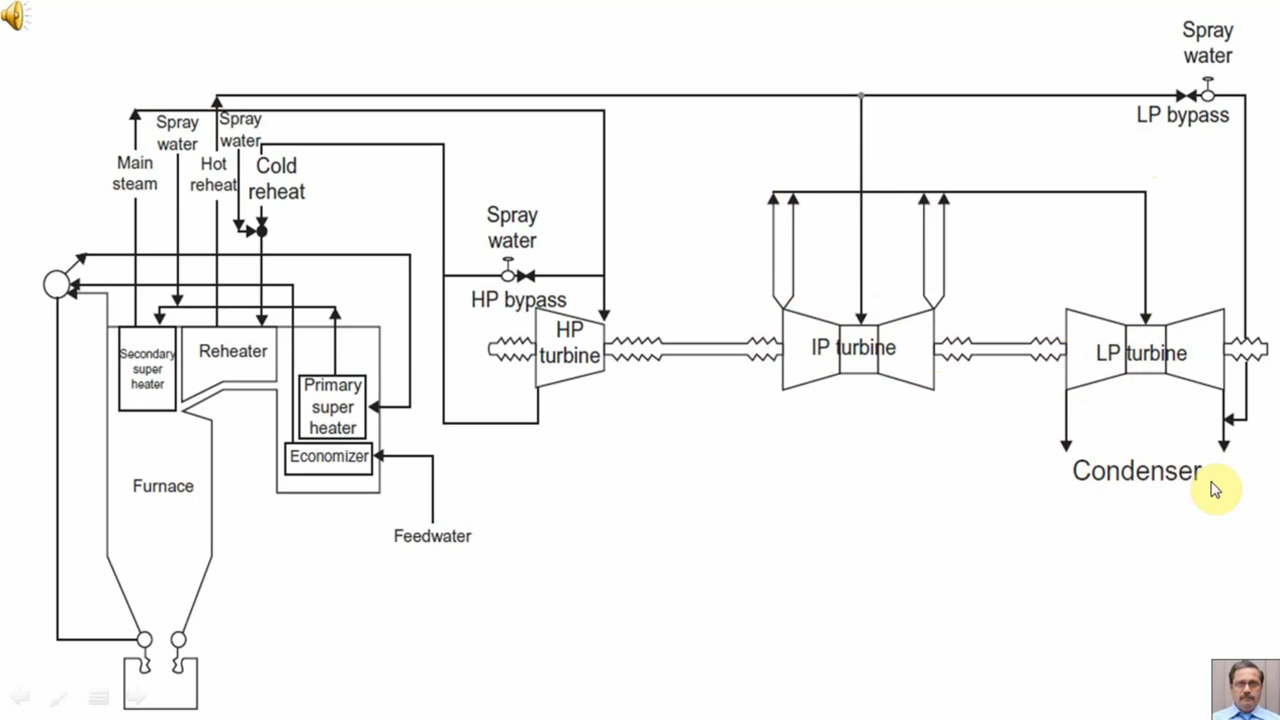 Spray
water
LP bypass
Spray
water
Spray
water
Main
steam
Hot
reheat
Cold
reheat
Spray
water
HP bypass
HP
turbine
IP turbine
LP turbine
Secondary
super
heater
Reheater
Primary
super
heater
Economizer
Furnace
Feedwater
Condenser